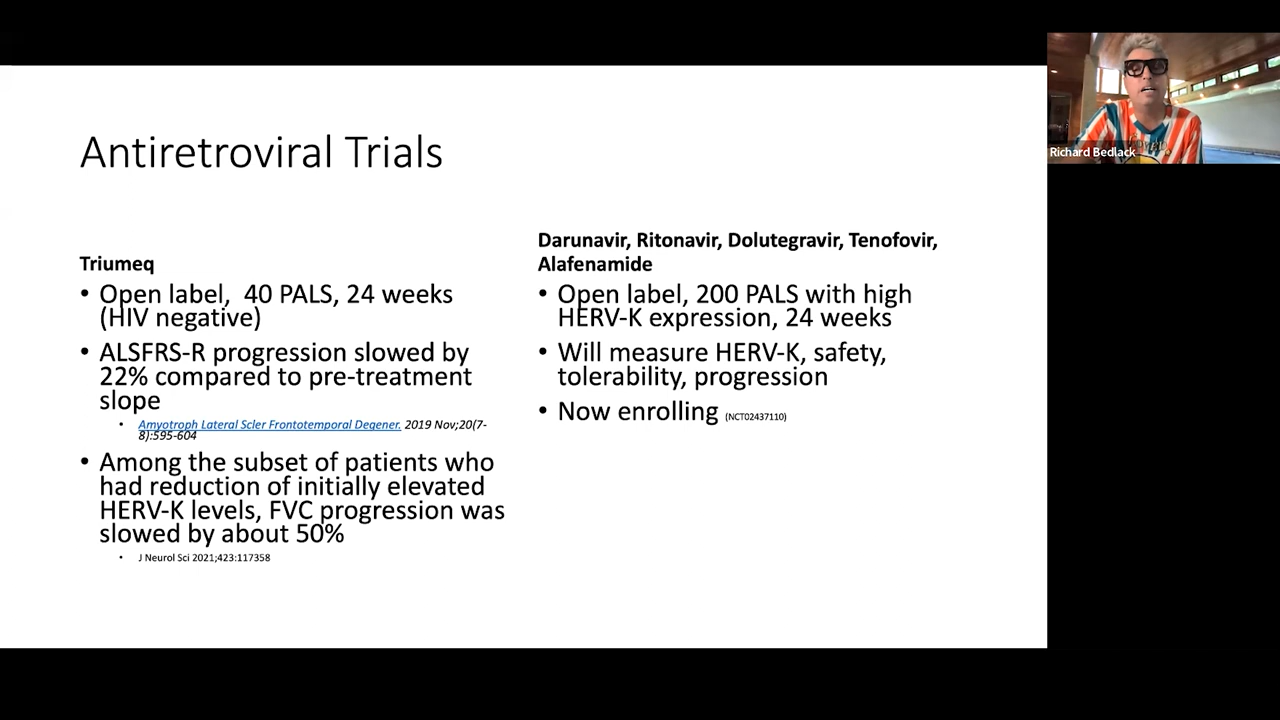 Antiretroviral Trials
Triumeq
• Open label, 40 PALS, 24 weeks
(HIV negative)
• ALSFRS-R progression slowed by
22% compared to pre-treatment
slope
• Amyotroph Lateral Scler Frontotemporal Degener. 2019 Nov;20(7-
8):595-604
• Among the subset of patients who
had reduction of initially elevated
HERV-K levels, FVC progression was
slowed by about 50%
• J Neurol Sci 2021;423:117358
Darunavir, Ritonavir, Dolutegravir, Tenofovir,
Alafenamide
• Open label, 200 PALS with high
HERV-K expression, 24 weeks
• Will measure HERV-K, safety,
tolerability, progression
• Now enrolling (NCT02437110)
Richard Bedlack